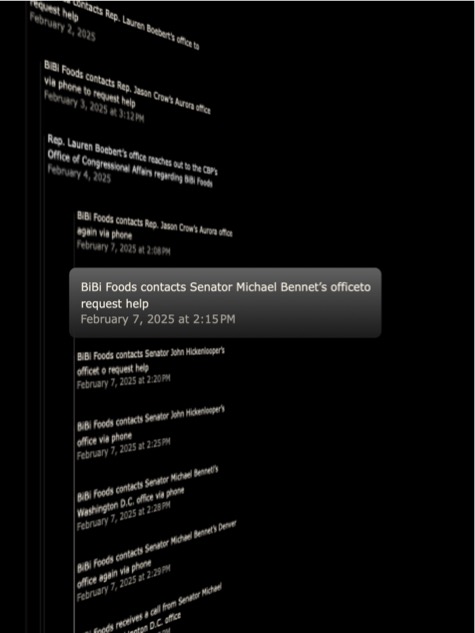 request help
contacts Rep. Lauren Boebert's office to
February 2, 2025
BiBi Foods contacts Rep. Jason Crow's Aurora office
via phone to request help
February 3, 2025 at 3:12 PM
Rep. Lauren Boebert's office reaches out to the CBP's
Office of Congressional Affairs regarding BiBi Foods
February 4, 2025
BiBi Foods contacts Rep. Jason Crow's Aurora office
again via phone
February 7, 2025 at 2:08 PM
BiBi Foods contacts Senator Michael Bennet's officeto
request help
February 7, 2025 at 2:15 PM
BiBi Foods contacts Senator John Hickenlooper's
officet o request help
February 7, 2025 at 2:20 PM
BiBi Foods contacts Senator John Hickenlooper's
office via phone
February 7, 2025 at 2:25 PM
BiBi Foods contacts Senator Michael Bennet's
Washington D.C. office via phone
February 7, 2025 at 2:28 PM
BiBi Foods contacts Senator Michael Bennet's Denver
office again via phone
February 7, 2025 at 2:29 PM
Foods receives a call from Senator Michael
D.C. office